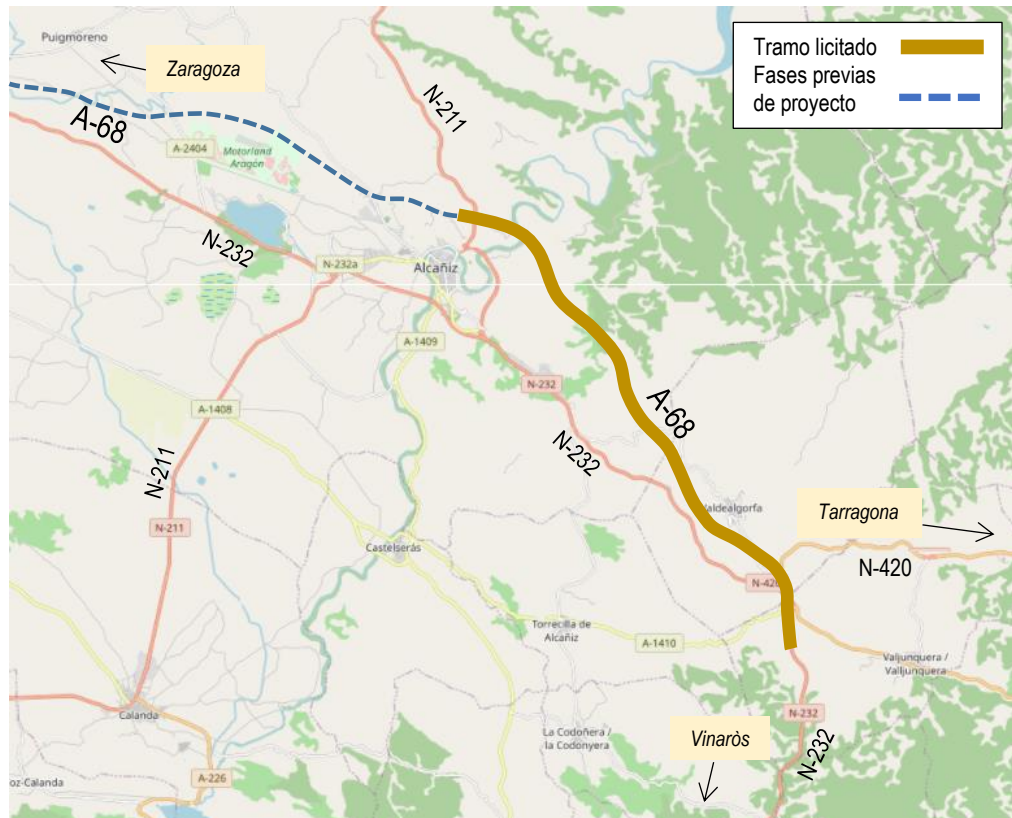 Puigmoreno
Zaragoza
Tramo licitado
Fases previas
de proyecto
A-68
N-211
A-2404
Motorland
Aragón
N-232
N-232a
Alcañiz
A-1409
N-232
N-232
A-68
A-1408
N-211
N-211
Valdealgorfa
Tarragona
N-420
N-420
Castelserás
Torrecilla de
Alcañiz
A-1410
Valjunquera /
Valljunquera
Calanda
La Codoñera /
la Codonyera
Vinaròs
N-232
N-232
oz-Calanda
A-226